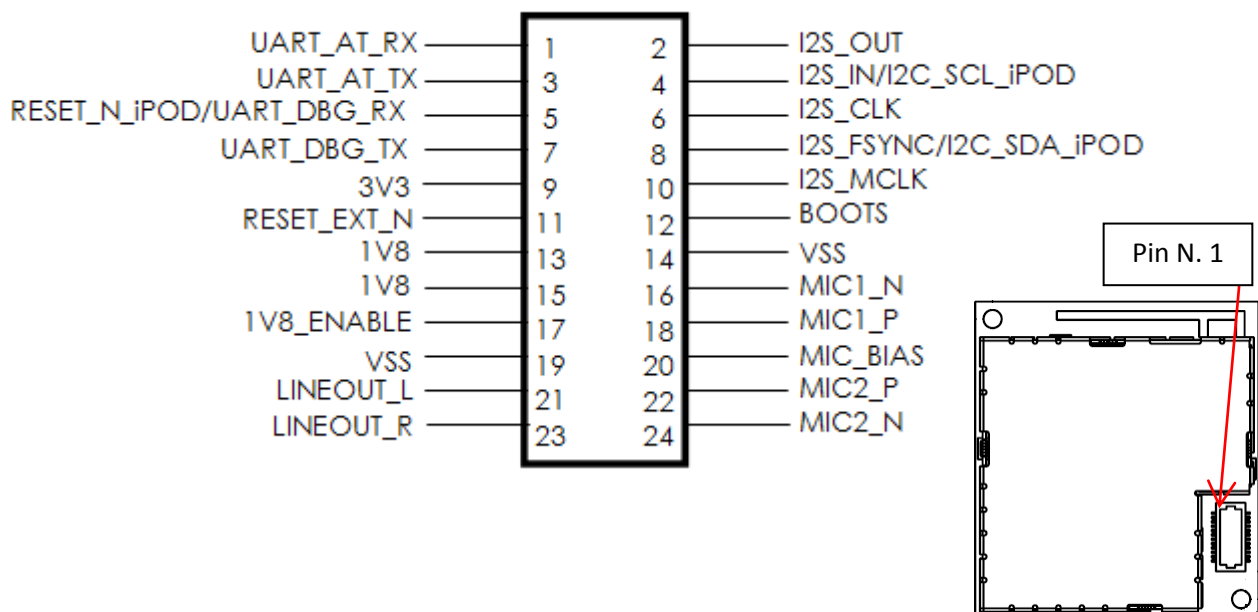 UART_AT_RX 1 2 I2S_OUT
UART_AT_TX 3 4 I2S_IN/I2C_SCL_iPOD
RESET_N_iPOD/UART_DBG_RX 5 6 I2S_CLK
UART_DBG_TX 7 8 I2S_FSYNC/I2C_SDA_iPOD
3V3 9 10 I2S_MCLK
RESET_EXT_N 11 12 BOOTS
1V8 13 14 VSS
1V8 15 16 MIC1_N
1V8_ENABLE 17 18 MIC1_P
VSS 19 20 MIC_BIAS
LINEOUT_L 21 22 MIC2_P
LINEOUT_R 23 24 MIC2_N
Pin N. 1